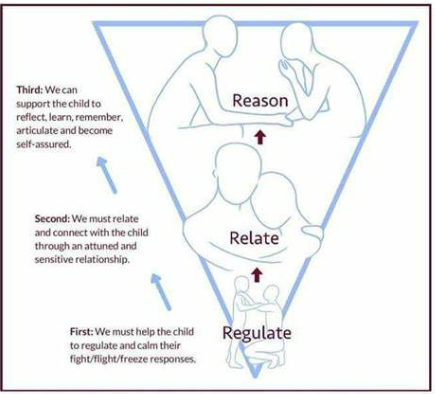 Third: We can
support the child to
reflect, learn, remember,
articulate and become
self-assured.
Reason
Second: We must relate
and connect with the child
through an attuned and
sensitive relationship.
Relate
First: We must help the child
to regulate and calm their
fight/flight/freeze responses.
Regulate